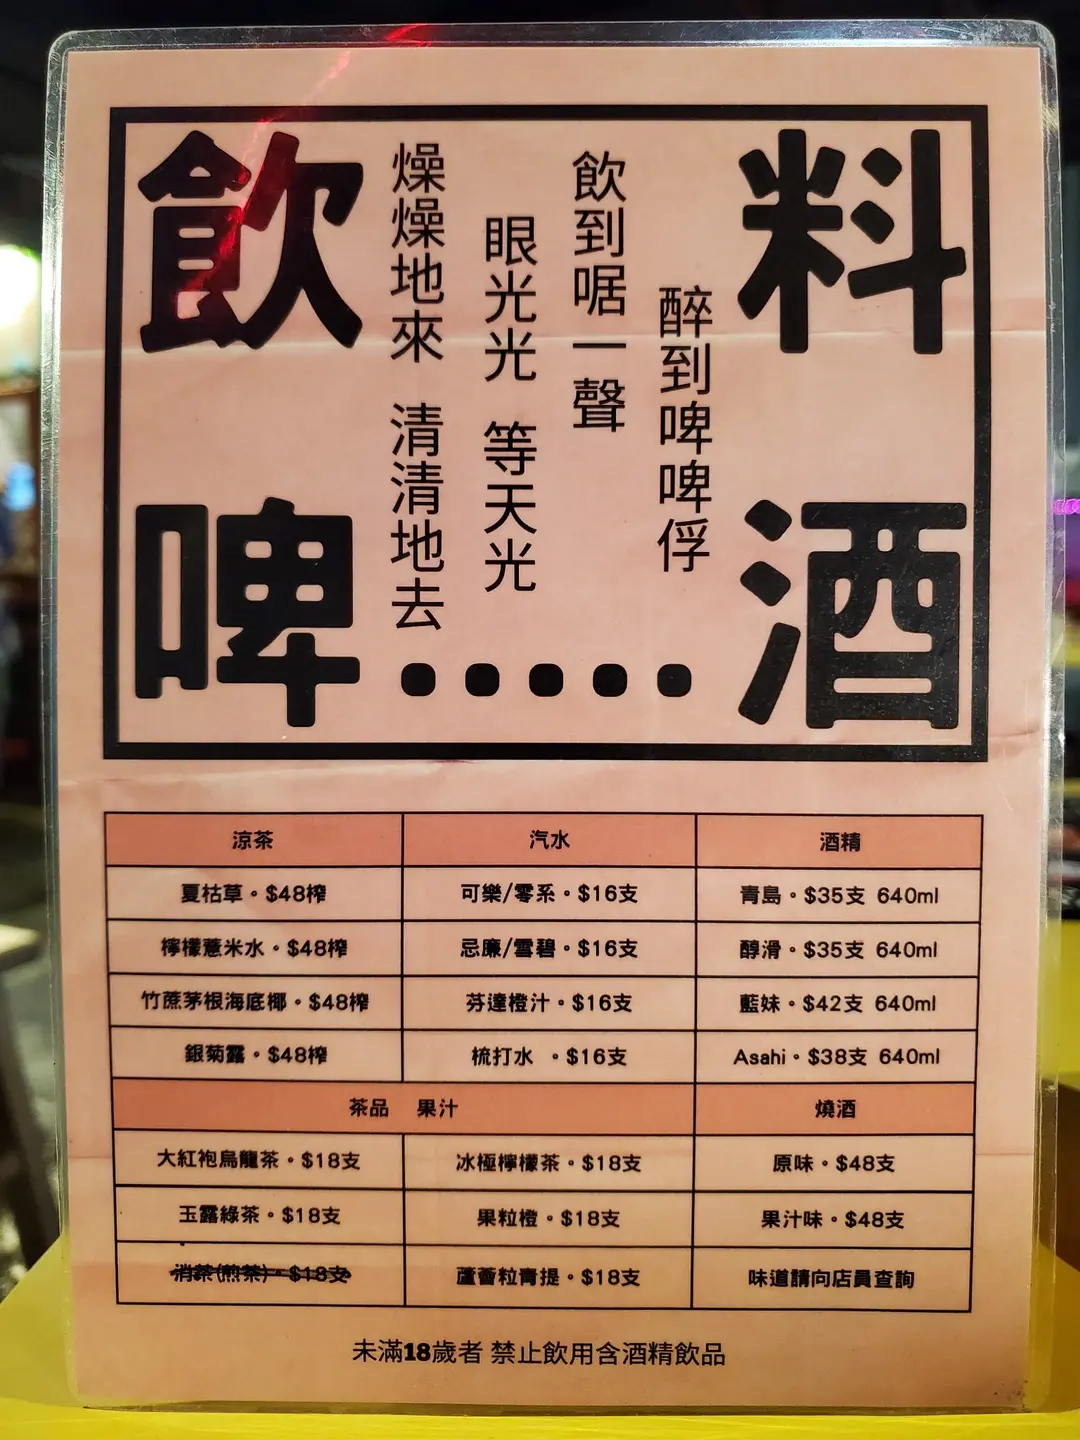 飲料
啤.....酒
燥燥地來 清清地去
眼光光 等天光
飲到啹一聲
醉到啤啤俘
涼茶 汽水 酒精
夏枯草。$48榨 可樂/零系。$16支 青島。$35支 640ml
檸檬薏米水。$48榨 忌廉/雪碧。$16支 醇滑。$35支 640ml
竹蔗茅根海底椰。$48榨 芬達橙汁。$16支 藍妹。$42支 640ml
銀菊露。$48榨 梳打水 。$16支 Asahi。$38支 640ml
茶品 果汁 燒酒
大紅袍烏龍茶。$18支 冰極檸檬茶。$18支 原味。$48支
玉露綠茶。$18支 果粒橙。$18支 果汁味。$48支
消茶(煎茶)。$18支 蘆薈粒青提。$18支 味道請向店員查詢
未滿18歲者 禁止飲用含酒精飲品